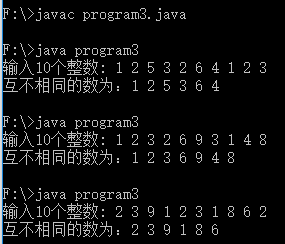 F:\>javac program3.java
F:\>java program3
输入10个整数: 1 2 5 3 2 6 4 1 2 3
互不相同的数为: 1 2 5 3 6 4
F:\>java program3
输入10个整数: 1 2 3 2 6 9 3 1 4 8
互不相同的数为: 1 2 3 6 9 4 8
F:\>java program3
输入10个整数: 2 3 9 1 2 3 1 8 6 2
互不相同的数为: 2 3 9 1 8 6